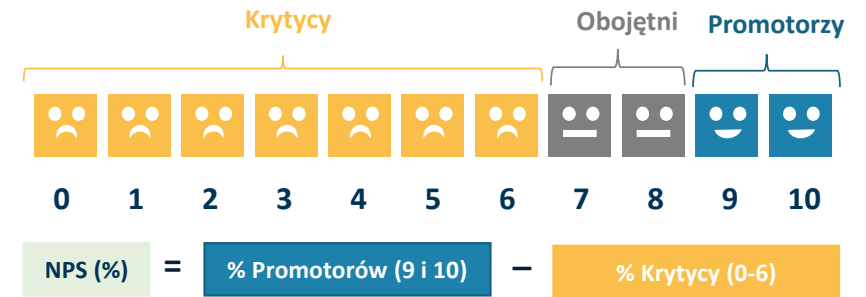 Krytycy Obojętni Promotorzy
0 1 2 3 4 5 6 7 8 9 10
NPS (%) = % Promotorów (9 i 10) – % Krytycy (0-6)